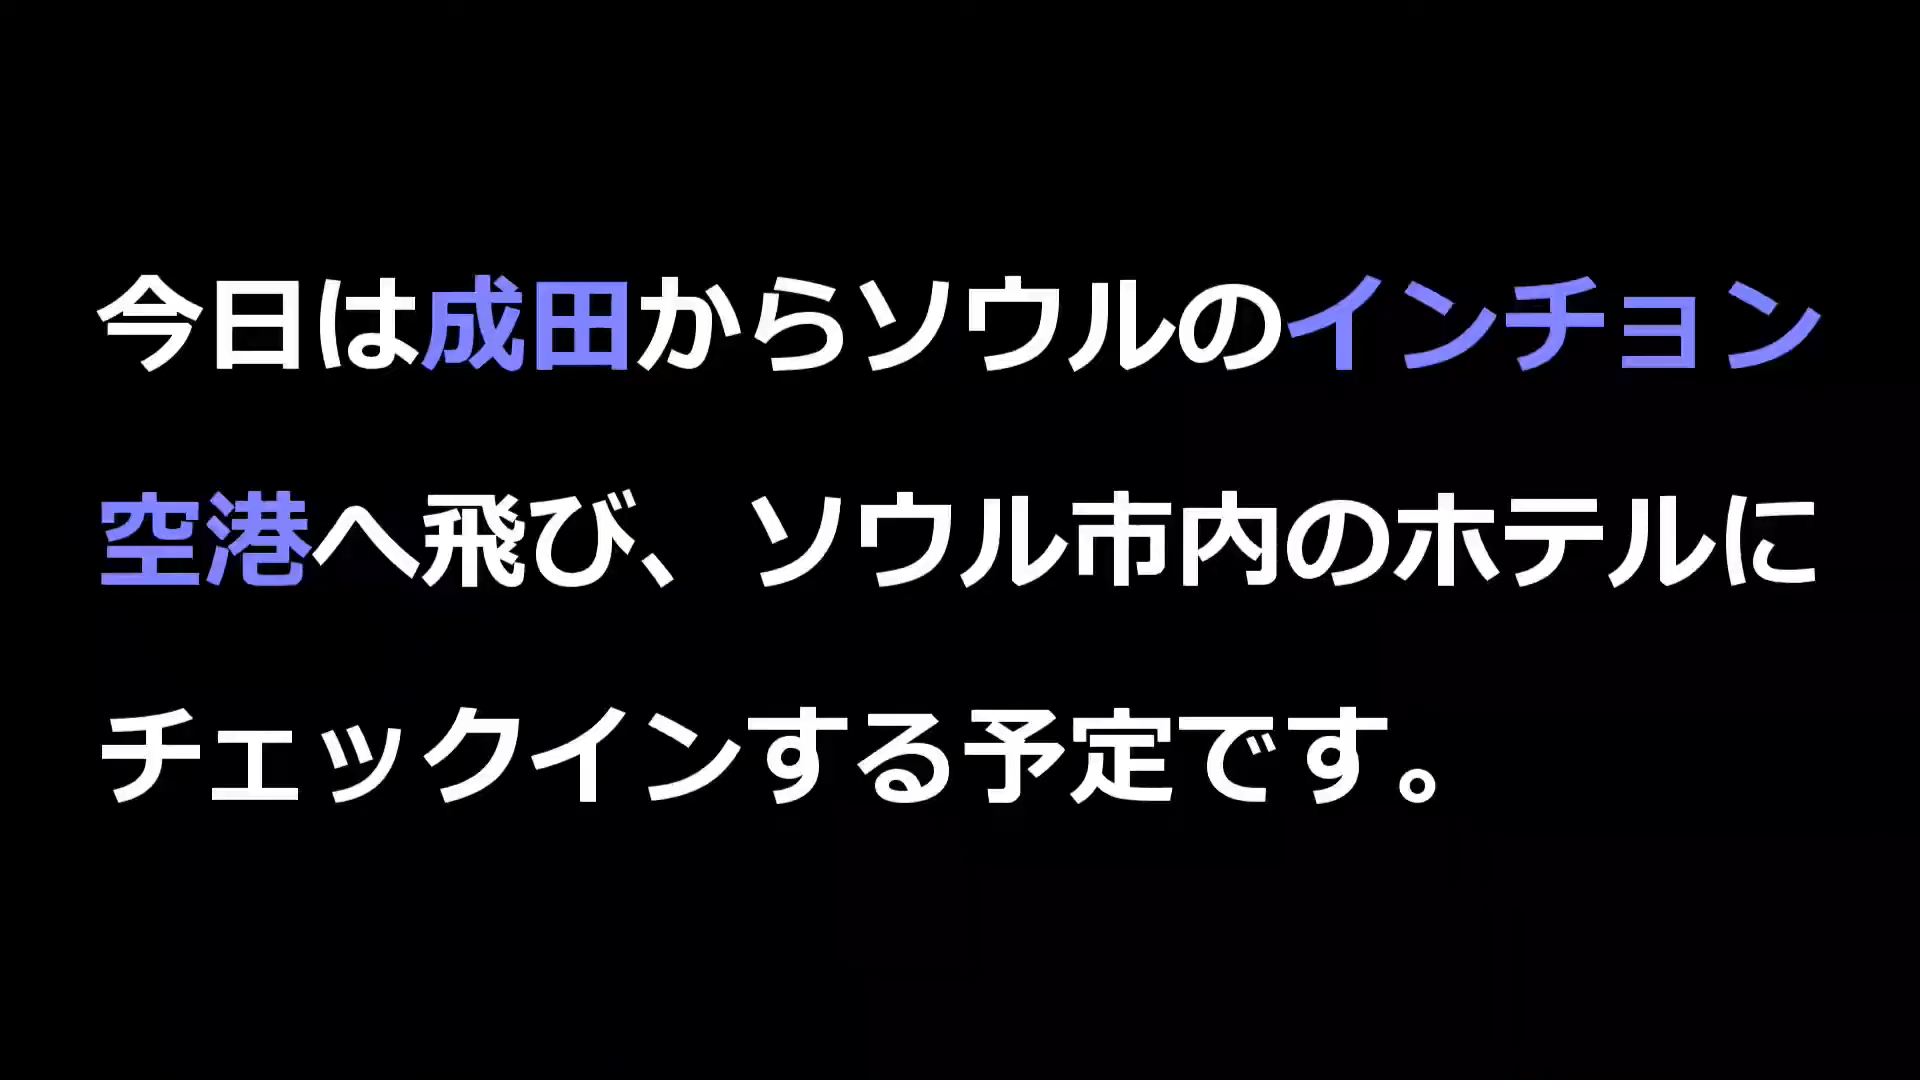 今日は成田からソウルのインチョン
空港へ飛び、ソウル市内のホテルに
チェックインする予定です。